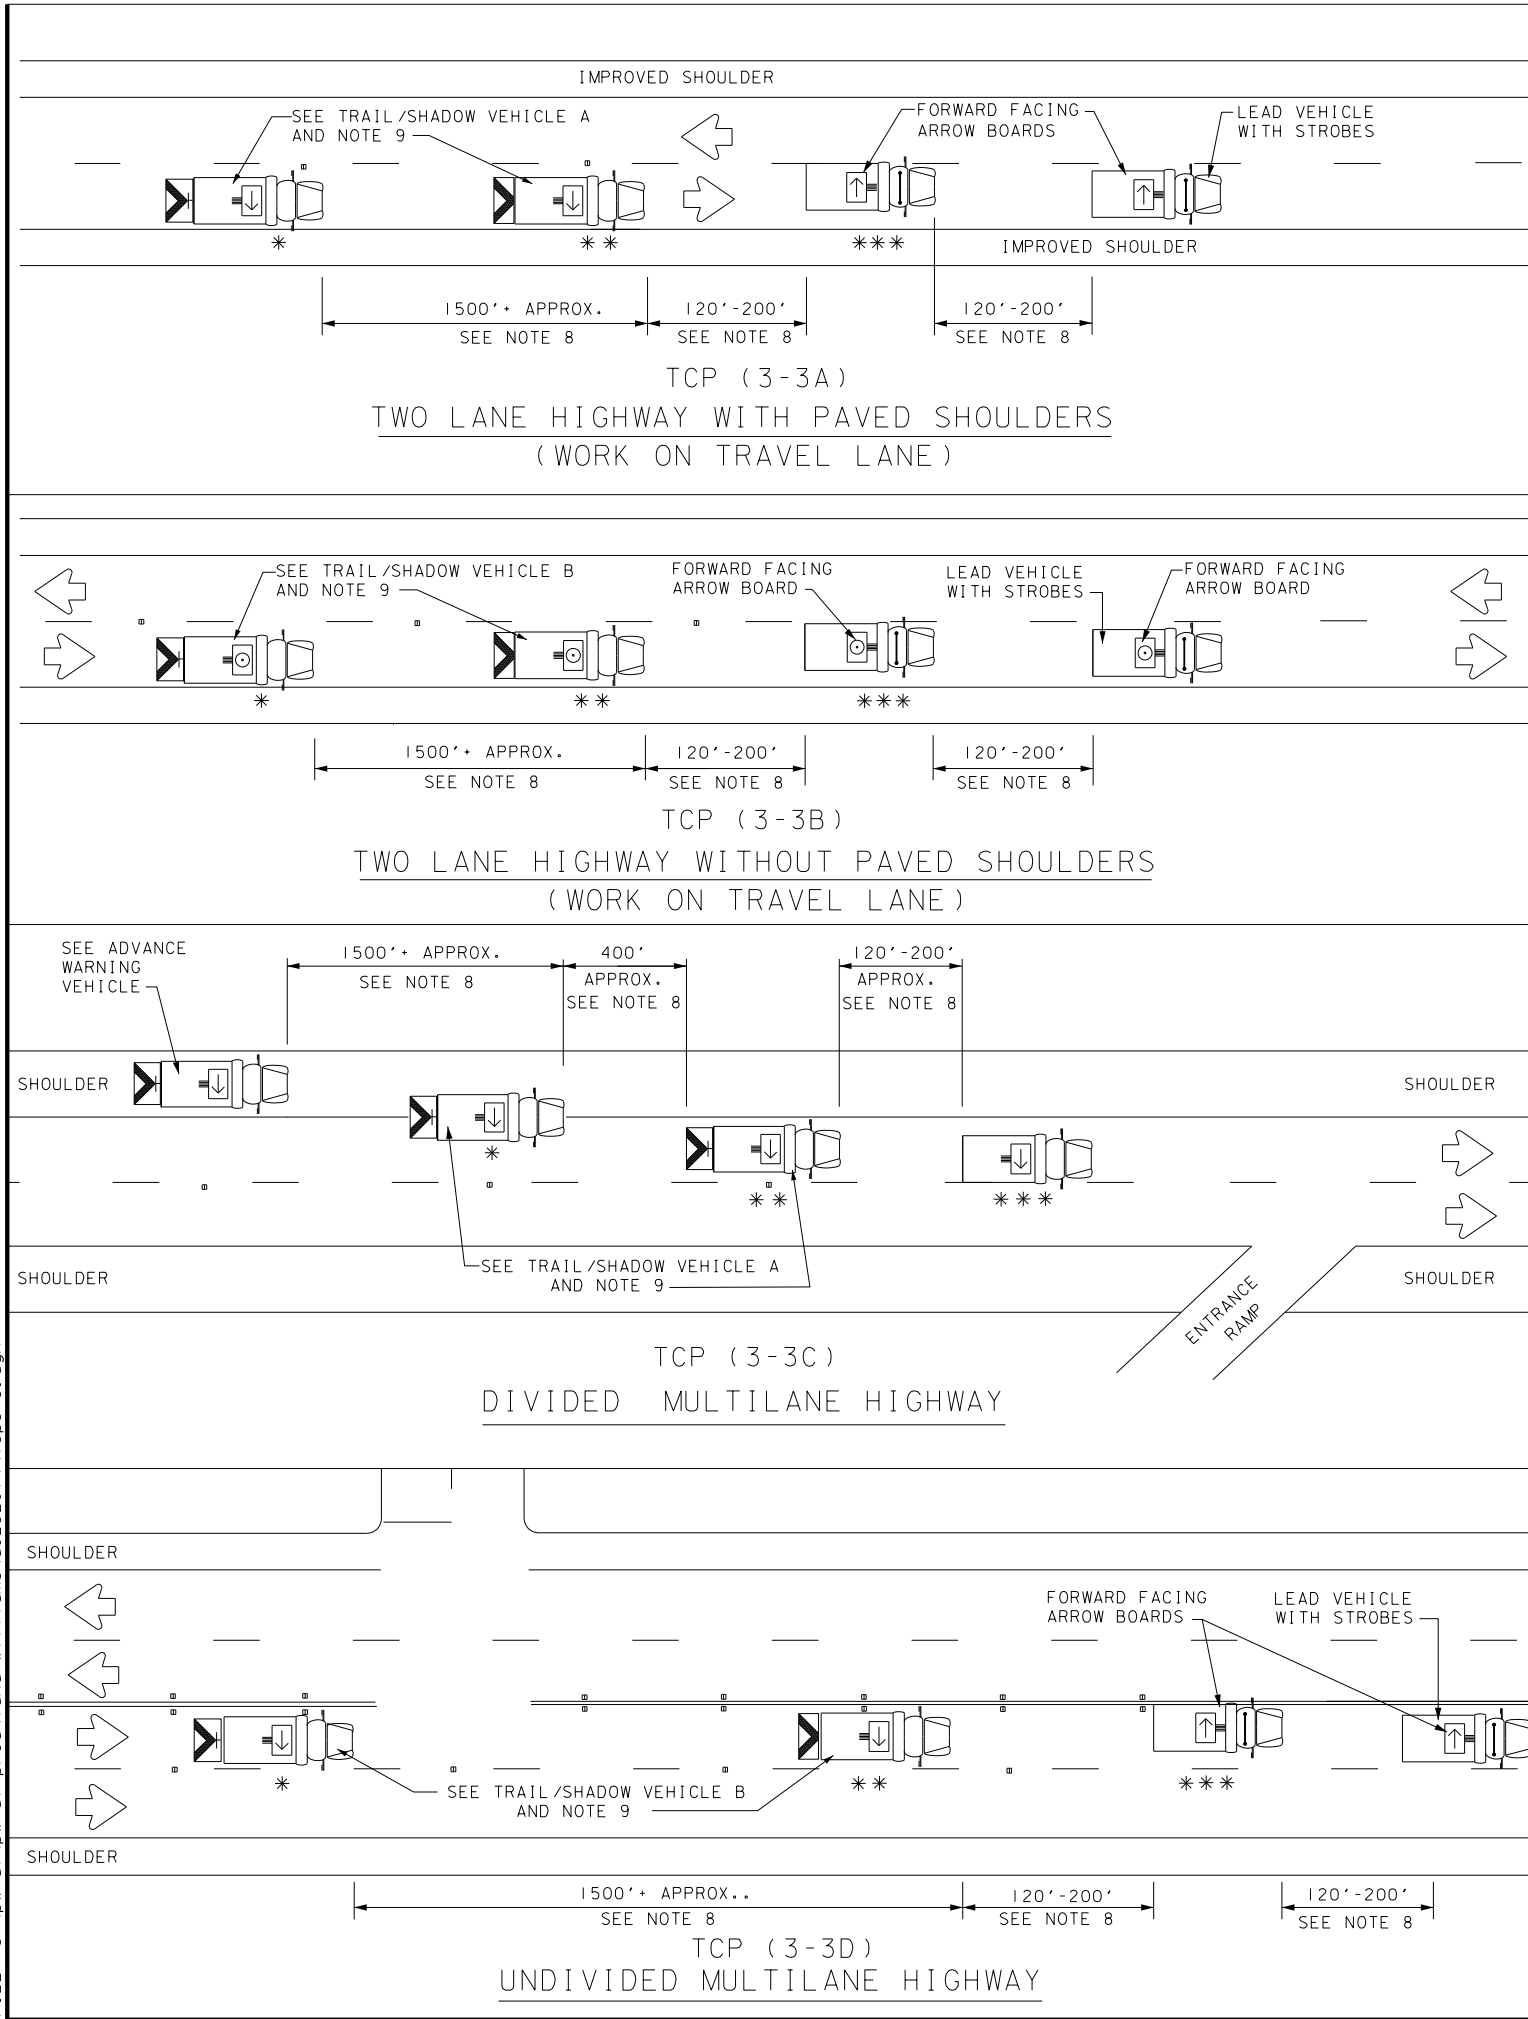 IMPROVED SHOULDER
SEE TRAIL/SHADOW VEHICLE A
AND NOTE 9
FORWARD FACING
ARROW BOARDS
LEAD VEHICLE
WITH STROBES
*
**
***
IMPROVED SHOULDER
1500'+ APPROX.
SEE NOTE 8
120'-200'
SEE NOTE 8
120'-200'
SEE NOTE 8
TCP (3-3A)
TWO LANE HIGHWAY WITH PAVED SHOULDERS
(WORK ON TRAVEL LANE)
SEE TRAIL/SHADOW VEHICLE B
AND NOTE 9
FORWARD FACING
ARROW BOARD
LEAD VEHICLE
WITH STROBES
FORWARD FACING
ARROW BOARD
*
**
***
1500'+ APPROX.
SEE NOTE 8
120'-200'
SEE NOTE 8
120'-200'
SEE NOTE 8
TCP (3-3B)
TWO LANE HIGHWAY WITHOUT PAVED SHOULDERS
(WORK ON TRAVEL LANE)
SEE ADVANCE
WARNING
VEHICLE
1500'+ APPROX.
SEE NOTE 8
400'
APPROX.
SEE NOTE 8
120'-200'
APPROX.
SEE NOTE 8
SHOULDER
SHOULDER
*
**
***
SEE TRAIL/SHADOW VEHICLE A
AND NOTE 9
SHOULDER
SHOULDER
ENTRANCE
RAMP
TCP (3-3C)
DIVIDED MULTILANE HIGHWAY
SHOULDER
FORWARD FACING
ARROW BOARDS
LEAD VEHICLE
WITH STROBES
*
**
***
SEE TRAIL/SHADOW VEHICLE B
AND NOTE 9
SHOULDER
1500'+ APPROX..
SEE NOTE 8
120'-200'
SEE NOTE 8
120'-200'
SEE NOTE 8
TCP (3-3D)
UNDIVIDED MULTILANE HIGHWAY